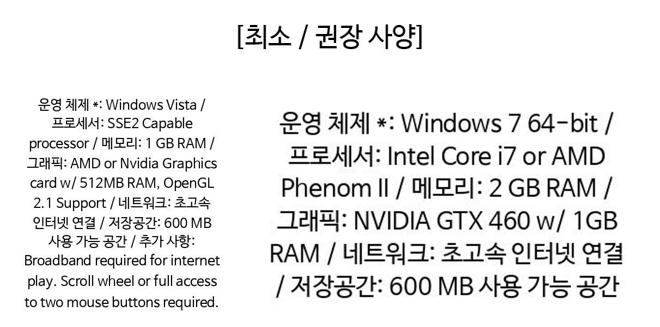 [최소 / 권장 사양]
운영 체제 *: Windows Vista /
프로세서: SSE2 Capable
processor / 메모리: 1 GB RAM /
그래픽: AMD or Nvidia Graphics
card w/ 512MB RAM, OpenGL
2.1 Support / 네트워크: 초고속
인터넷 연결 / 저장공간: 600 MB
사용 가능 공간 / 추가 사항:
Broadband required for internet
play. Scroll wheel or full access
to two mouse buttons required.
운영 체제 *: Windows 7 64-bit /
프로세서: Intel Core i7 or AMD
Phenom II / 메모리: 2 GB RAM /
그래픽: NVIDIA GTX 460 w/ 1GB
RAM / 네트워크: 초고속 인터넷 연결
/ 저장공간: 600 MB 사용 가능 공간